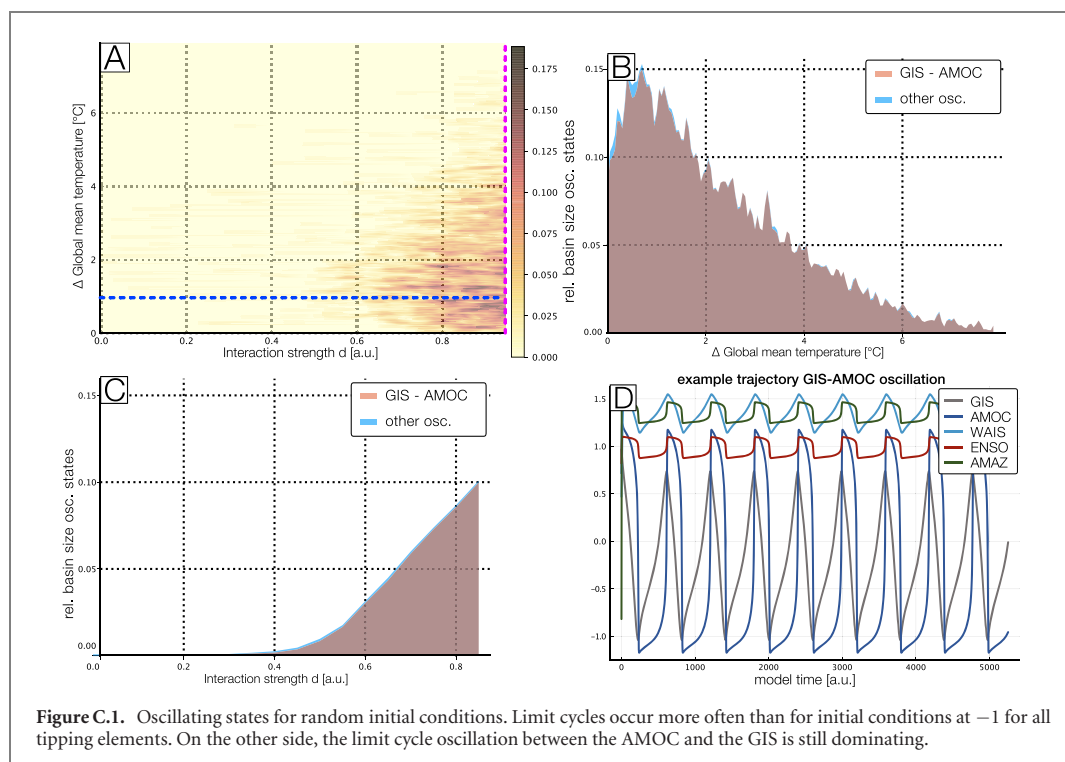 A
Δ Global mean temperature [°C]
6
4
2
0
0.0
0.2
0.4
0.6
0.8
Interaction strength d [a.u.]
0.175
0.150
0.125
0.100
0.075
0.050
0.025
0.000
B
GIS - AMOC
other osc.
rel. basin size osc. states
0.15
0.10
0.05
0.00
0
2
4
6
Δ Global mean temperature [°C]
C
GIS - AMOC
other osc.
rel. basin size osc. states
0.15
0.10
0.05
0.00
0.0
0.2
0.4
0.6
0.8
Interaction strength d [a.u.]
example trajectory GIS-AMOC oscillation
D
GIS
AMOC
WAIS
ENSO
AMAZ
1.5
1.0
0.5
0.0
−0.5
−1.0
0
1000
2000
3000
4000
5000
model time [a.u.]
Figure C.1. Oscillating states for random initial conditions. Limit cycles occur more often than for initial conditions at −1 for all
tipping elements. On the other side, the limit cycle oscillation between the AMOC and the GIS is still dominating.